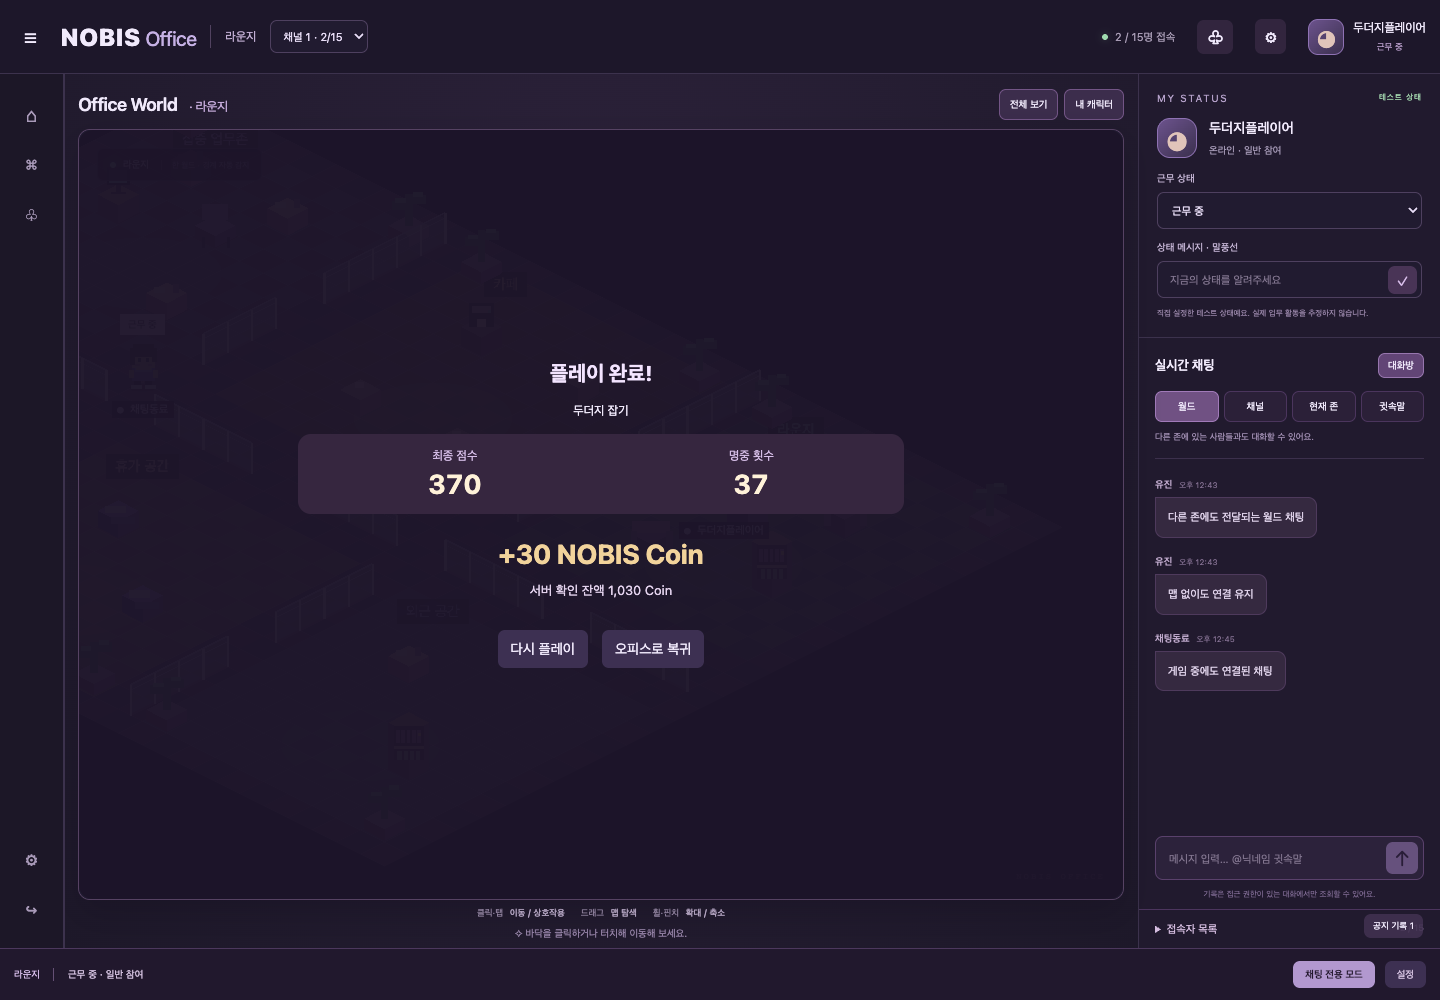 NOBIS Office
라운지
채널 1 · 2/15
2 / 15명 접속
두더지플레이어
근무 중
Office World · 라운지
전체 보기
내 캐릭터
플레이 완료!
두더지 잡기
최종 점수
370
명중 횟수
37
+30 NOBIS Coin
서버 확인 잔액 1,030 Coin
다시 플레이
오피스로 복귀
카페
휴가 공간
채팅동료
두더지플레이어
클릭·탭 이동 / 상호작용 드래그 맵 탐색 휠·핀치 확대 / 축소
✧ 바닥을 클릭하거나 터치해 이동해 보세요.
MY STATUS
테스트 상태
두더지플레이어
온라인 · 일반 참여
근무 상태
근무 중
상태 메시지 · 말풍선
지금의 상태를 알려주세요
직접 설정한 테스트 상태예요. 실제 업무 활동을 추정하지 않습니다.
실시간 채팅
대화방
월드
채널
현재 존
귓속말
다른 존에 있는 사람들과도 대화할 수 있어요.
유진 오후 12:43
다른 존에도 전달되는 월드 채팅
유진 오후 12:43
맵 없이도 연결 유지
채팅동료 오후 12:45
게임 중에도 연결된 채팅
메시지 입력... @닉네임 귓속말
기록은 접근 권한이 있는 대화에서만 조회할 수 있어요.
▶ 접속자 목록
공지 기록 1
라운지
근무 중 · 일반 참여
채팅 전용 모드
설정